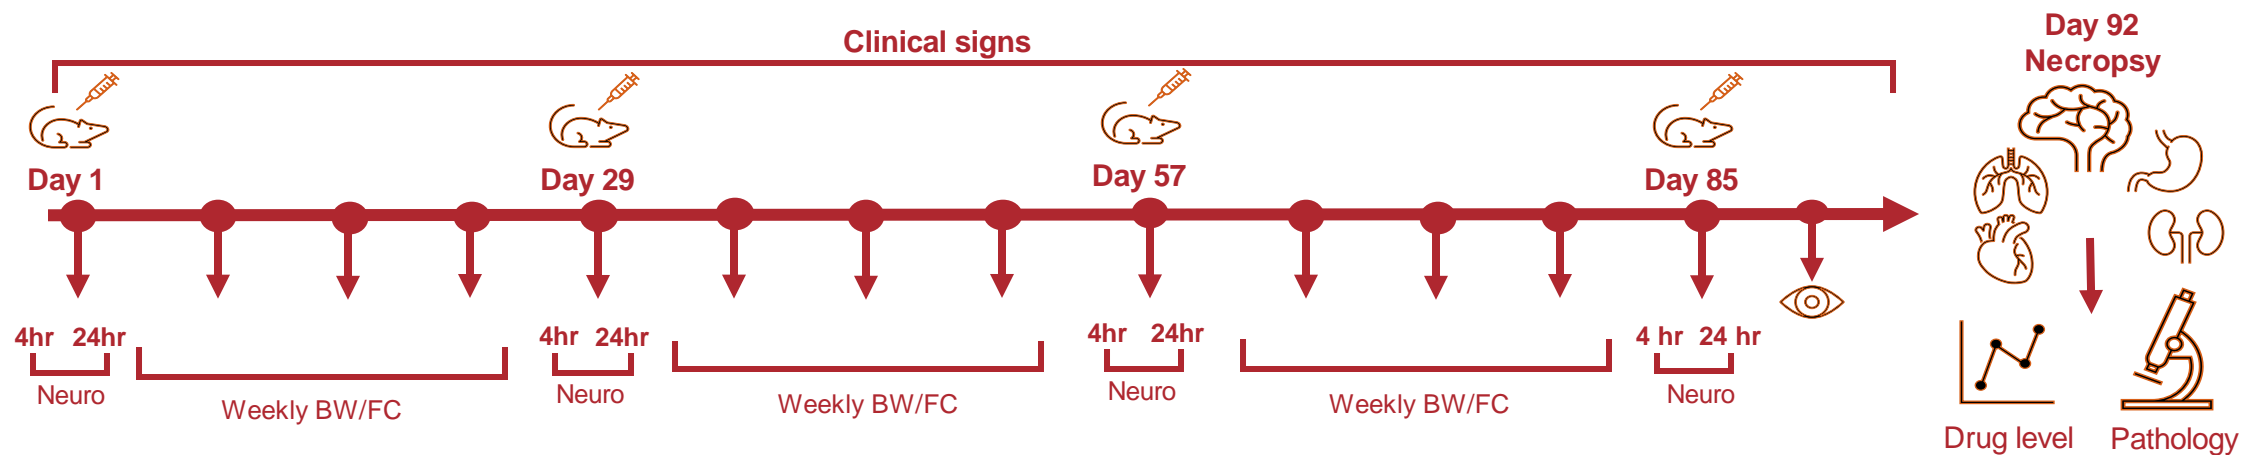 Clinical signs
Day 92
Necropsy
Day 1
Day 29
Day 57
Day 85
4hr 24hr
Neuro
Weekly BW/FC
4hr 24hr
Neuro
Weekly BW/FC
4hr 24hr
Neuro
Weekly BW/FC
4 hr 24 hr
Neuro
Drug level
Pathology